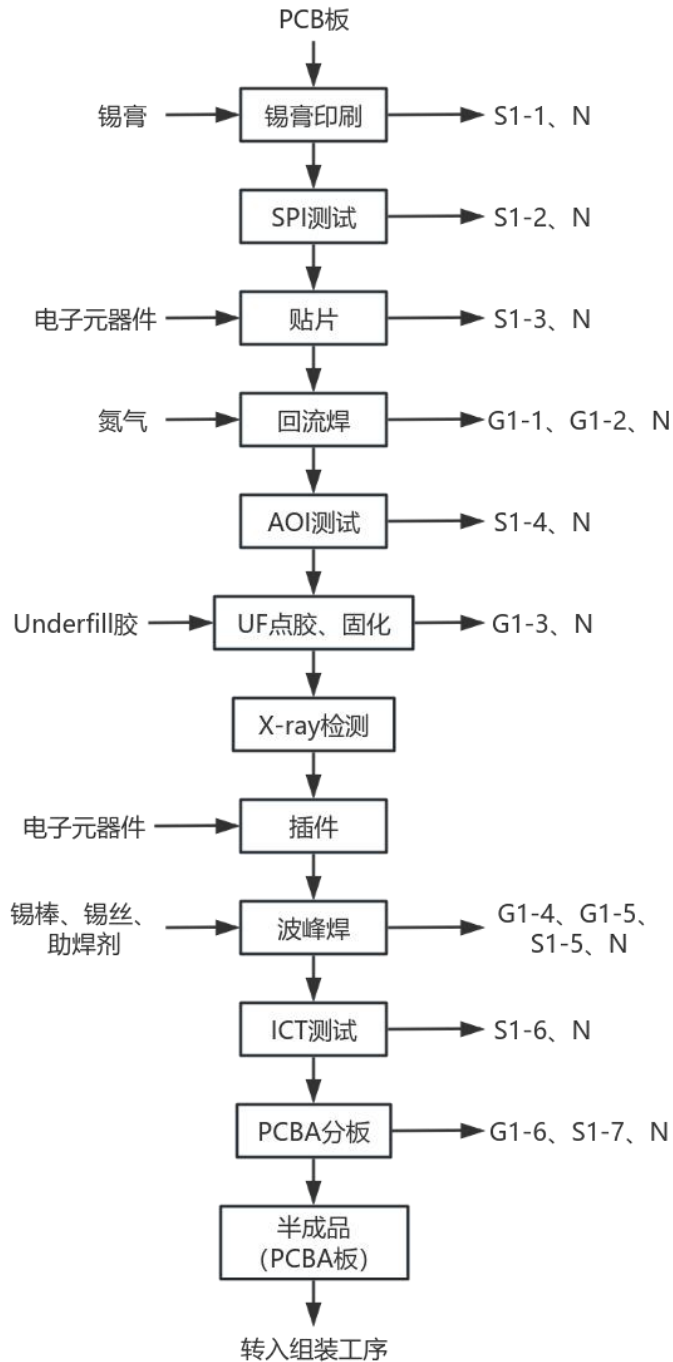 PCB板
锡膏
锡膏印刷
S1-1、N
SPI测试
S1-2、N
电子元器件
贴片
S1-3、N
氮气
回流焊
G1-1、G1-2、N
AOI测试
S1-4、N
Underfill胶
UF点胶、固化
G1-3、N
X-ray检测
电子元器件
插件
锡棒、锡丝、
助焊剂
波峰焊
G1-4、G1-5、
S1-5、N
ICT测试
S1-6、N
PCBA分板
G1-6、S1-7、N
半成品
（PCBA板）
转入组装工序